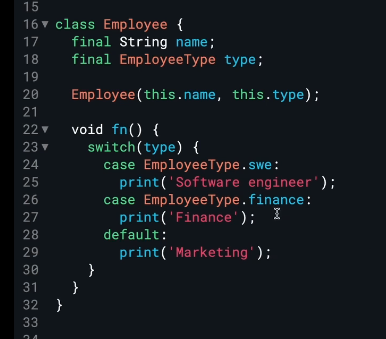 15
16 class Employee {
17   final String name;
18   final EmployeeType type;
19
20   Employee(this.name, this.type);
21
22   void fn() {
23     switch(type) {
24       case EmployeeType.swe:
25         print('Software engineer');
26       case EmployeeType.finance:
27         print('Finance');
28       default:
29         print('Marketing');
30     }
31   }
32 }
33